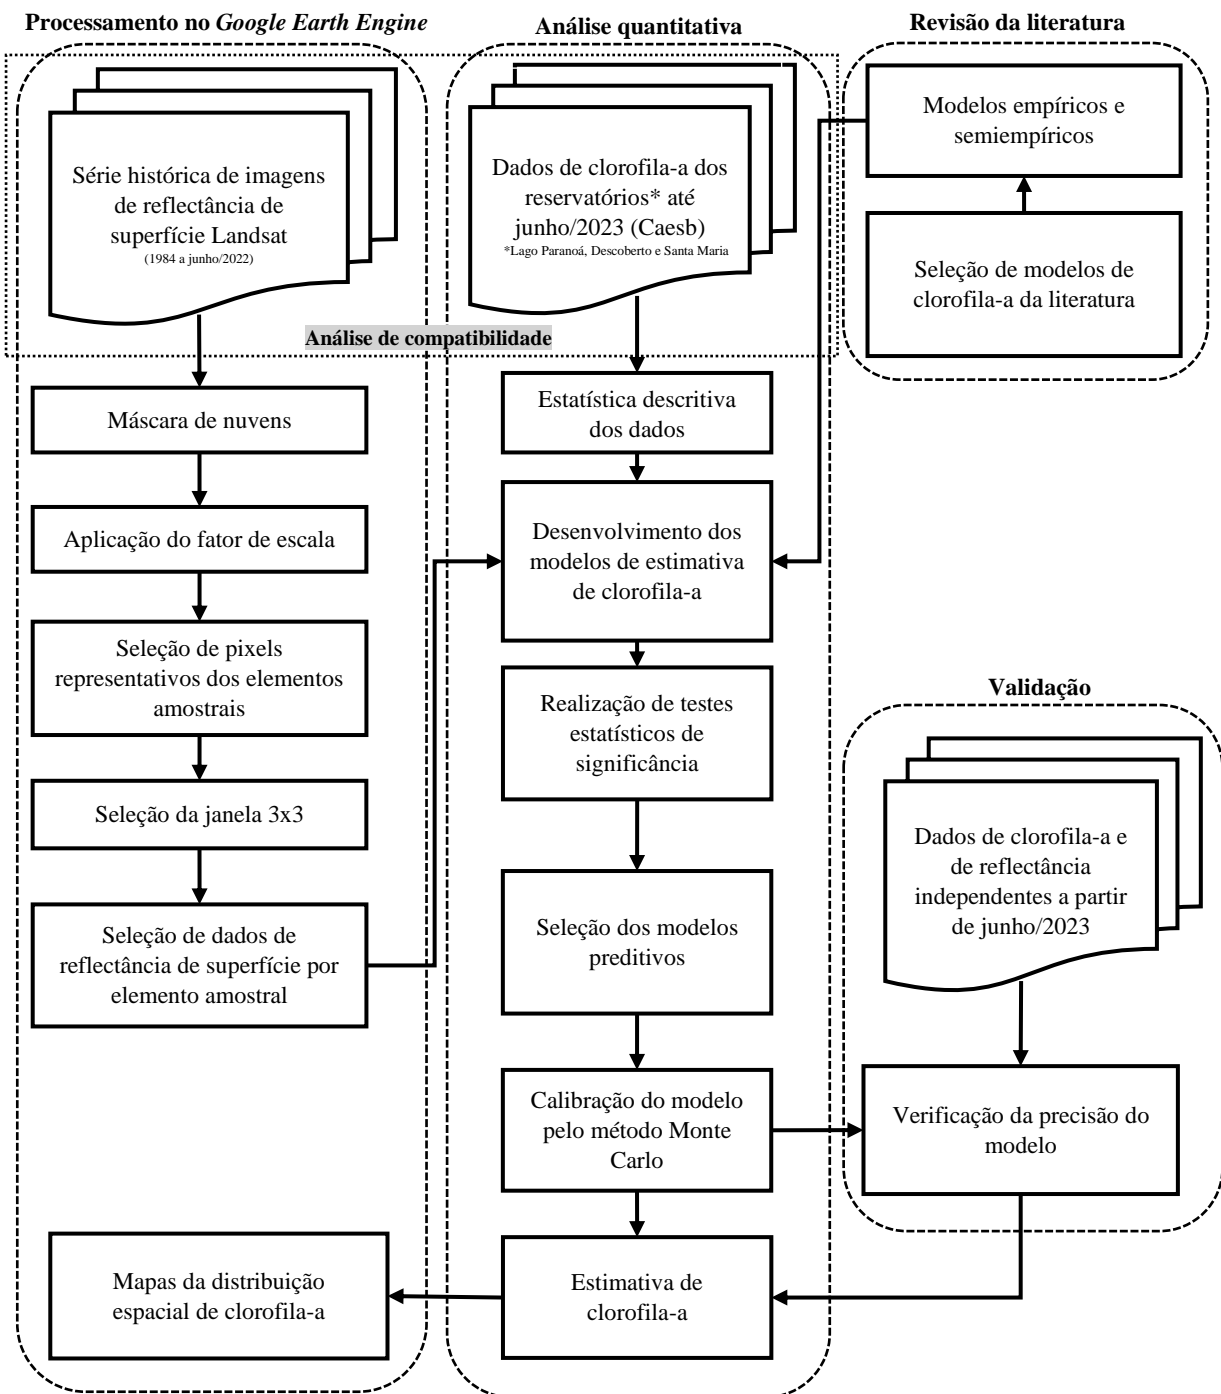 Processamento no Google Earth Engine
Série histórica de imagens
de reflectância de
superfície Landsat
(1984 a junho/2022)
Máscara de nuvens
Aplicação do fator de escala
Seleção de pixels
representativos dos elementos
amostrais
Seleção da janela 3x3
Seleção de dados de
reflectância de superfície por
elemento amostral
Mapas da distribuição
espacial de clorofila-a
Análise quantitativa
Dados de clorofila-a dos
reservatórios* até
junho/2023 (Caesb)
*Lago Paranoá, Descoberto e Santa Maria
Análise de compatibilidade
Estatística descritiva
dos dados
Desenvolvimento dos
modelos de estimativa
de clorofila-a
Realização de testes
estatísticos de
significância
Seleção dos modelos
preditivos
Calibração do modelo
pelo método Monte
Carlo
Estimativa de
clorofila-a
Revisão da literatura
Modelos empíricos e
semiempíricos
Seleção de modelos de
clorofila-a da literatura
Validação
Dados de clorofila-a e
de reflectância
independentes a partir
de junho/2023
Verificação da precisão do
modelo